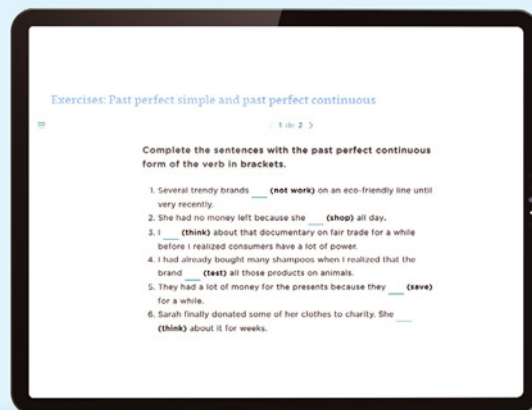 Exercises: Past perfect simple and past perfect continuous
< 1 de 2 >
Complete the sentences with the past perfect continuous
form of the verb in brackets.
1. Several trendy brands ___ (not work) on an eco-friendly line until
very recently.
2. She had no money left because she ___ (shop) all day.
3. I ___ (think) about that documentary on fair trade for a while
before I realized consumers have a lot of power.
4. I had already bought many shampoos when I realized that the
brand ___ (test) all those products on animals.
5. They had a lot of money for the presents because they ___ (save)
for a while.
6. Sarah finally donated some of her clothes to charity. She ___
(think) about it for weeks.